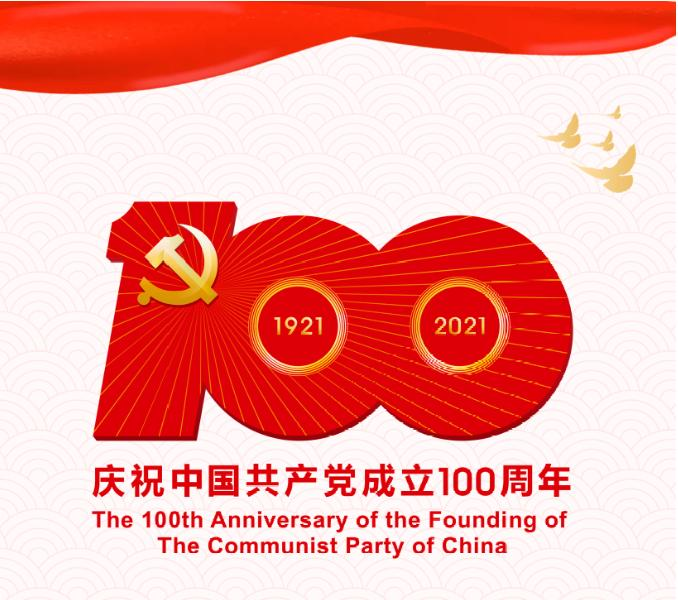 100
1921
2021
庆祝中国共产党成立100周年
The 100th Anniversary of the Founding of
The Communist Party of China